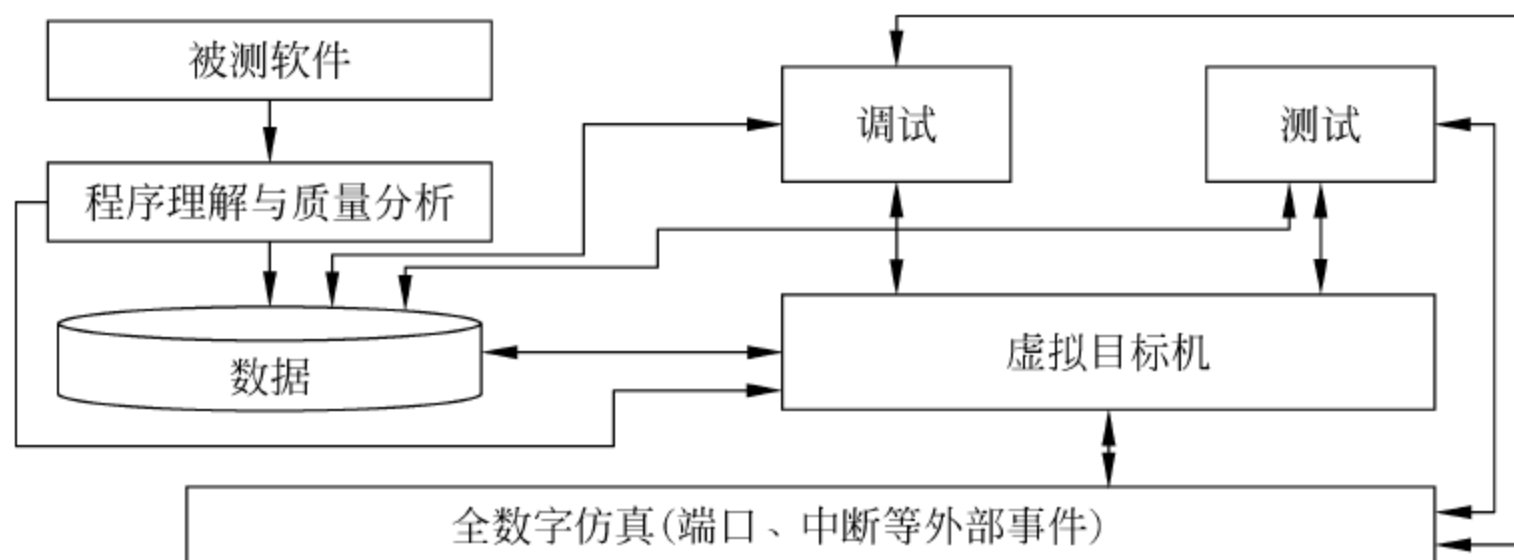 被测软件
调试
测试
程序理解与质量分析
数据
虚拟目标机
全数字仿真(端口、中断等外部事件)